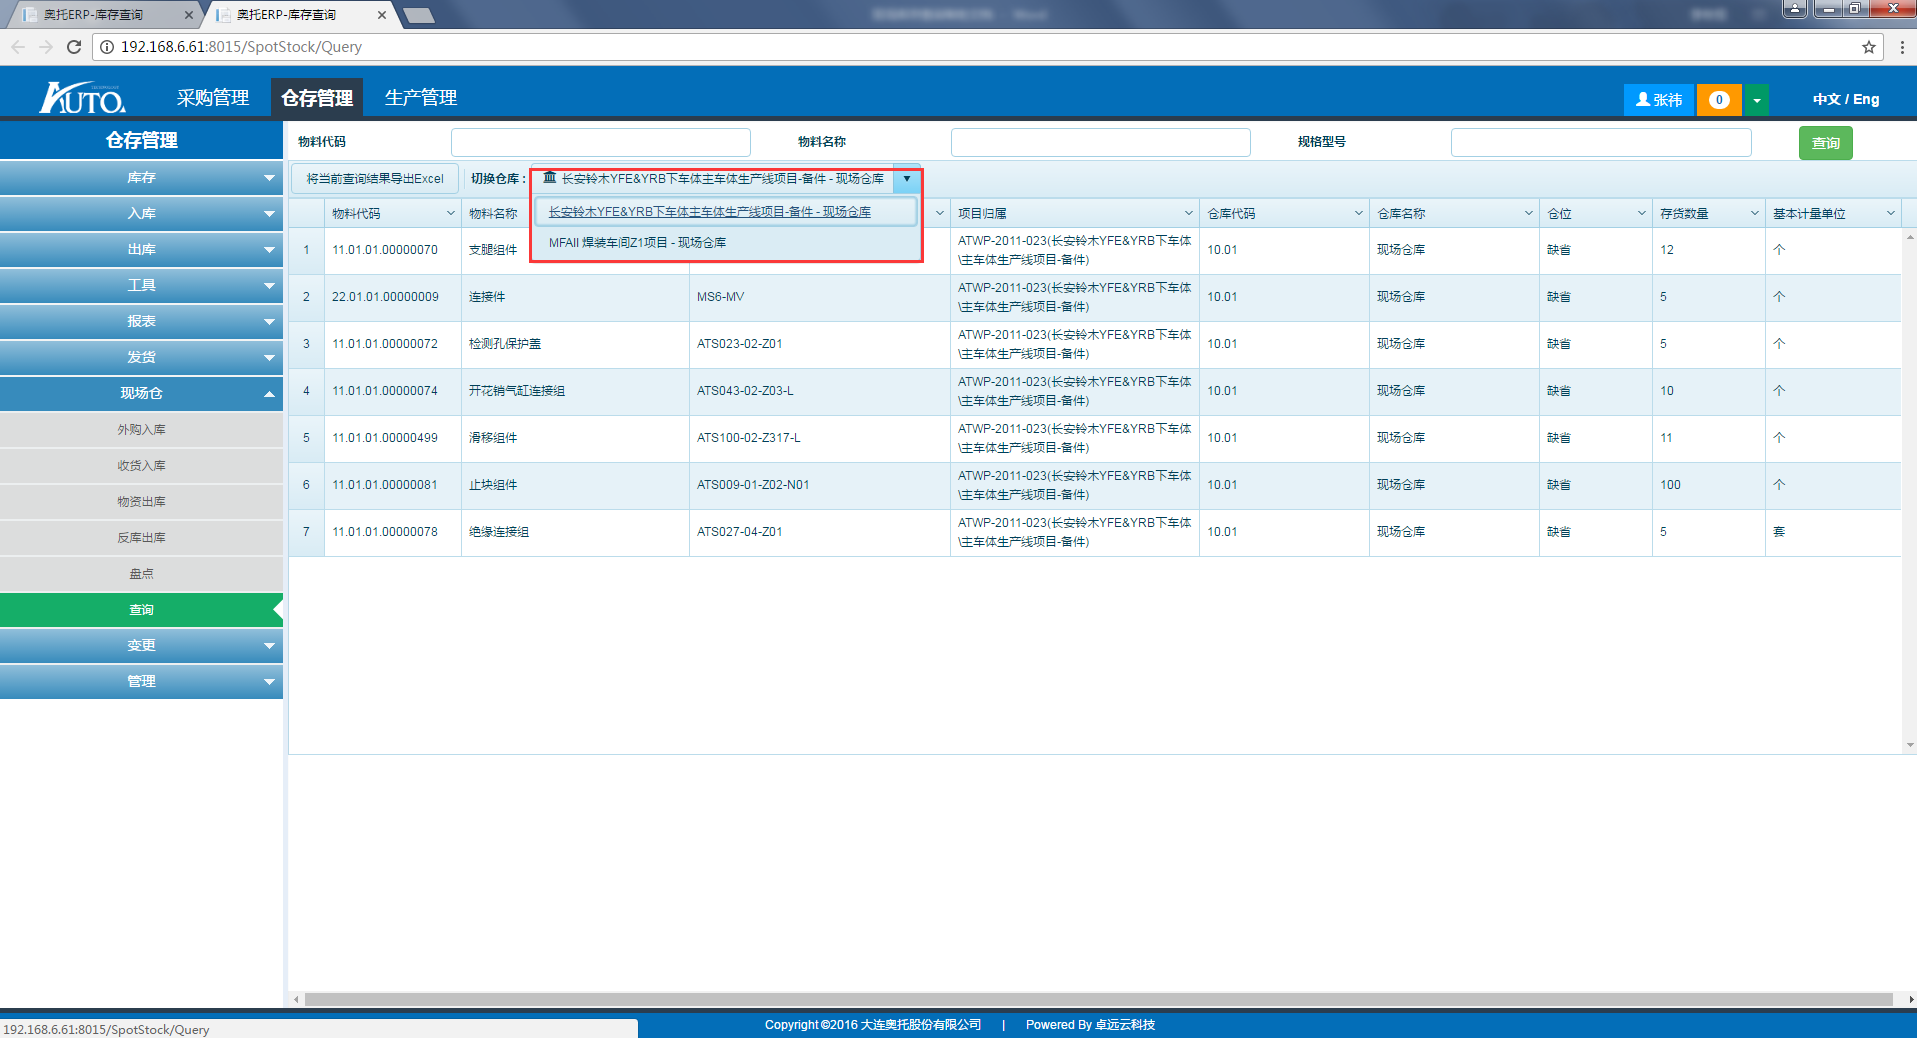 奥托ERP-库存查询
奥托ERP-库存查询
192.168.6.61:8015/SpotStock/Query
AUTO.
采购管理
仓存管理
生产管理
张祎
0
中文 / Eng
仓存管理
库存
入库
出库
工具
报表
发货
现场仓
外购入库
收货入库
物资出库
反库出库
盘点
查询
变更
管理
物料代码
物料名称
规格型号
查询
将当前查询结果导出Excel
切换仓库：
长安铃木YFE&YRB下车体主车体生产线项目-备件 - 现场仓库
长安铃木YFE&YRB下车体主车体生产线项目-备件 - 现场仓库
MFAII 焊装车间Z1项目 - 现场仓库
物料代码 物料名称 项目归属 仓库代码 仓库名称 仓位 存货数量 基本计量单位
1 11.01.01.00000070 支腿组件 ATWP-2011-023(长安铃木YFE&YRB下车体 10.01 现场仓库 缺省 12 个
\主车体生产线项目-备件)
2 22.01.01.00000009 连接件 MS6-MV ATWP-2011-023(长安铃木YFE&YRB下车体 10.01 现场仓库 缺省 5 个
\主车体生产线项目-备件)
3 11.01.01.00000072 检测孔保护盖 ATS023-02-Z01 ATWP-2011-023(长安铃木YFE&YRB下车体 10.01 现场仓库 缺省 5 个
\主车体生产线项目-备件)
4 11.01.01.00000074 开花销气缸连接组 ATS043-02-Z03-L ATWP-2011-023(长安铃木YFE&YRB下车体 10.01 现场仓库 缺省 10 个
\主车体生产线项目-备件)
5 11.01.01.00000499 滑移组件 ATS100-02-Z317-L ATWP-2011-023(长安铃木YFE&YRB下车体 10.01 现场仓库 缺省 11 个
\主车体生产线项目-备件)
6 11.01.01.00000081 止块组件 ATS009-01-Z02-N01 ATWP-2011-023(长安铃木YFE&YRB下车体 10.01 现场仓库 缺省 100 个
\主车体生产线项目-备件)
7 11.01.01.00000078 绝缘连接组 ATS027-04-Z01 ATWP-2011-023(长安铃木YFE&YRB下车体 10.01 现场仓库 缺省 5 套
\主车体生产线项目-备件)
192.168.6.61:8015/SpotStock/Query
Copyright ©2016 大连奥托股份有限公司 | Powered By 卓远云科技